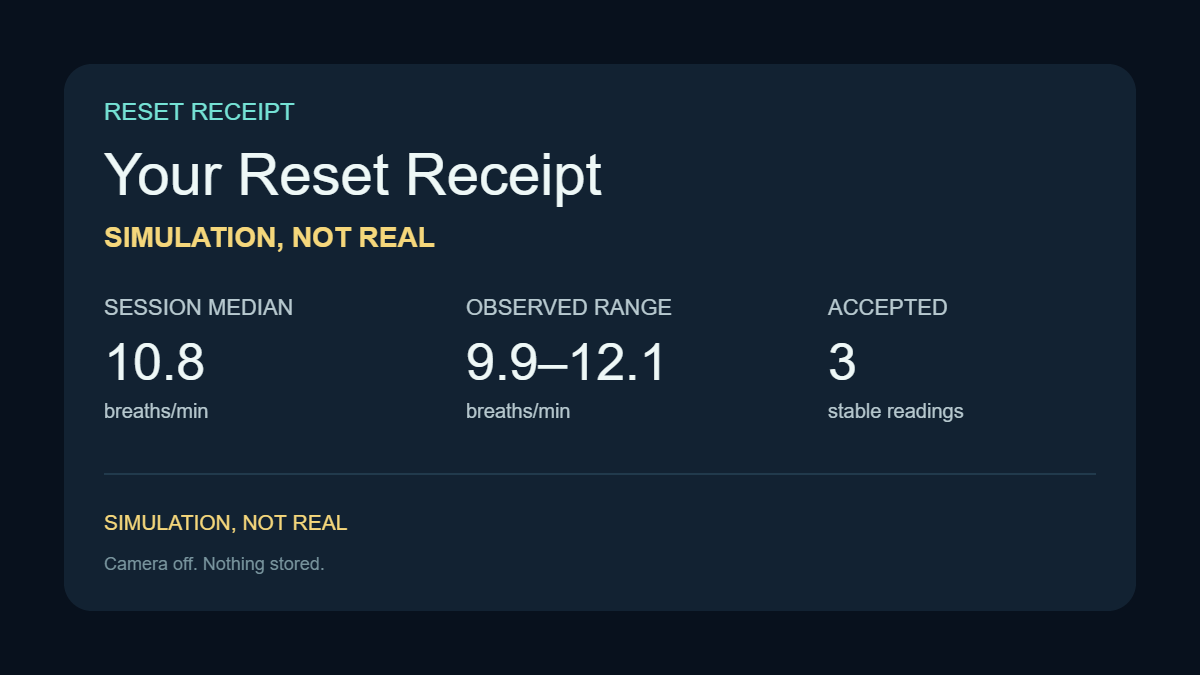 RESET RECEIPT
Your Reset Receipt
SIMULATION, NOT REAL
SESSION MEDIAN
10.8
breaths/min
OBSERVED RANGE
9.9–12.1
breaths/min
ACCEPTED
3
stable readings
SIMULATION, NOT REAL
Camera off. Nothing stored.